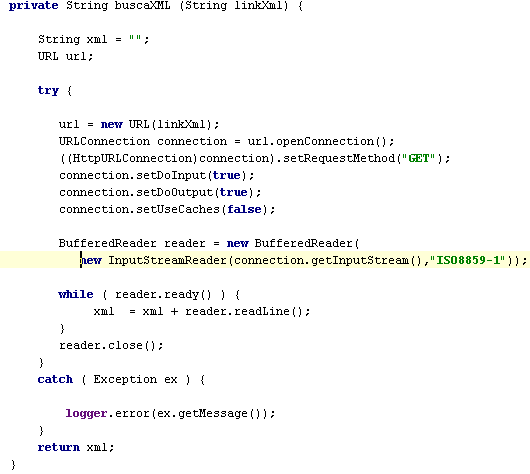 private String buscaXML (String linkXml) {
String xml = "";
URL url;
try {
url = new URL(linkXml);
URLConnection connection = url.openConnection();
((HttpURLConnection)connection).setRequestMethod("GET");
connection.setDoInput(true);
connection.setDoOutput(true);
connection.setUseCaches(false);
BufferedReader reader = new BufferedReader(
new InputStreamReader(connection.getInputStream(),"ISO8859-1"));
while ( reader.ready() ) {
xml  = xml + reader.readLine();
}
reader.close();
}
catch ( Exception ex ) {
logger.error(ex.getMessage());
}
return xml;
}